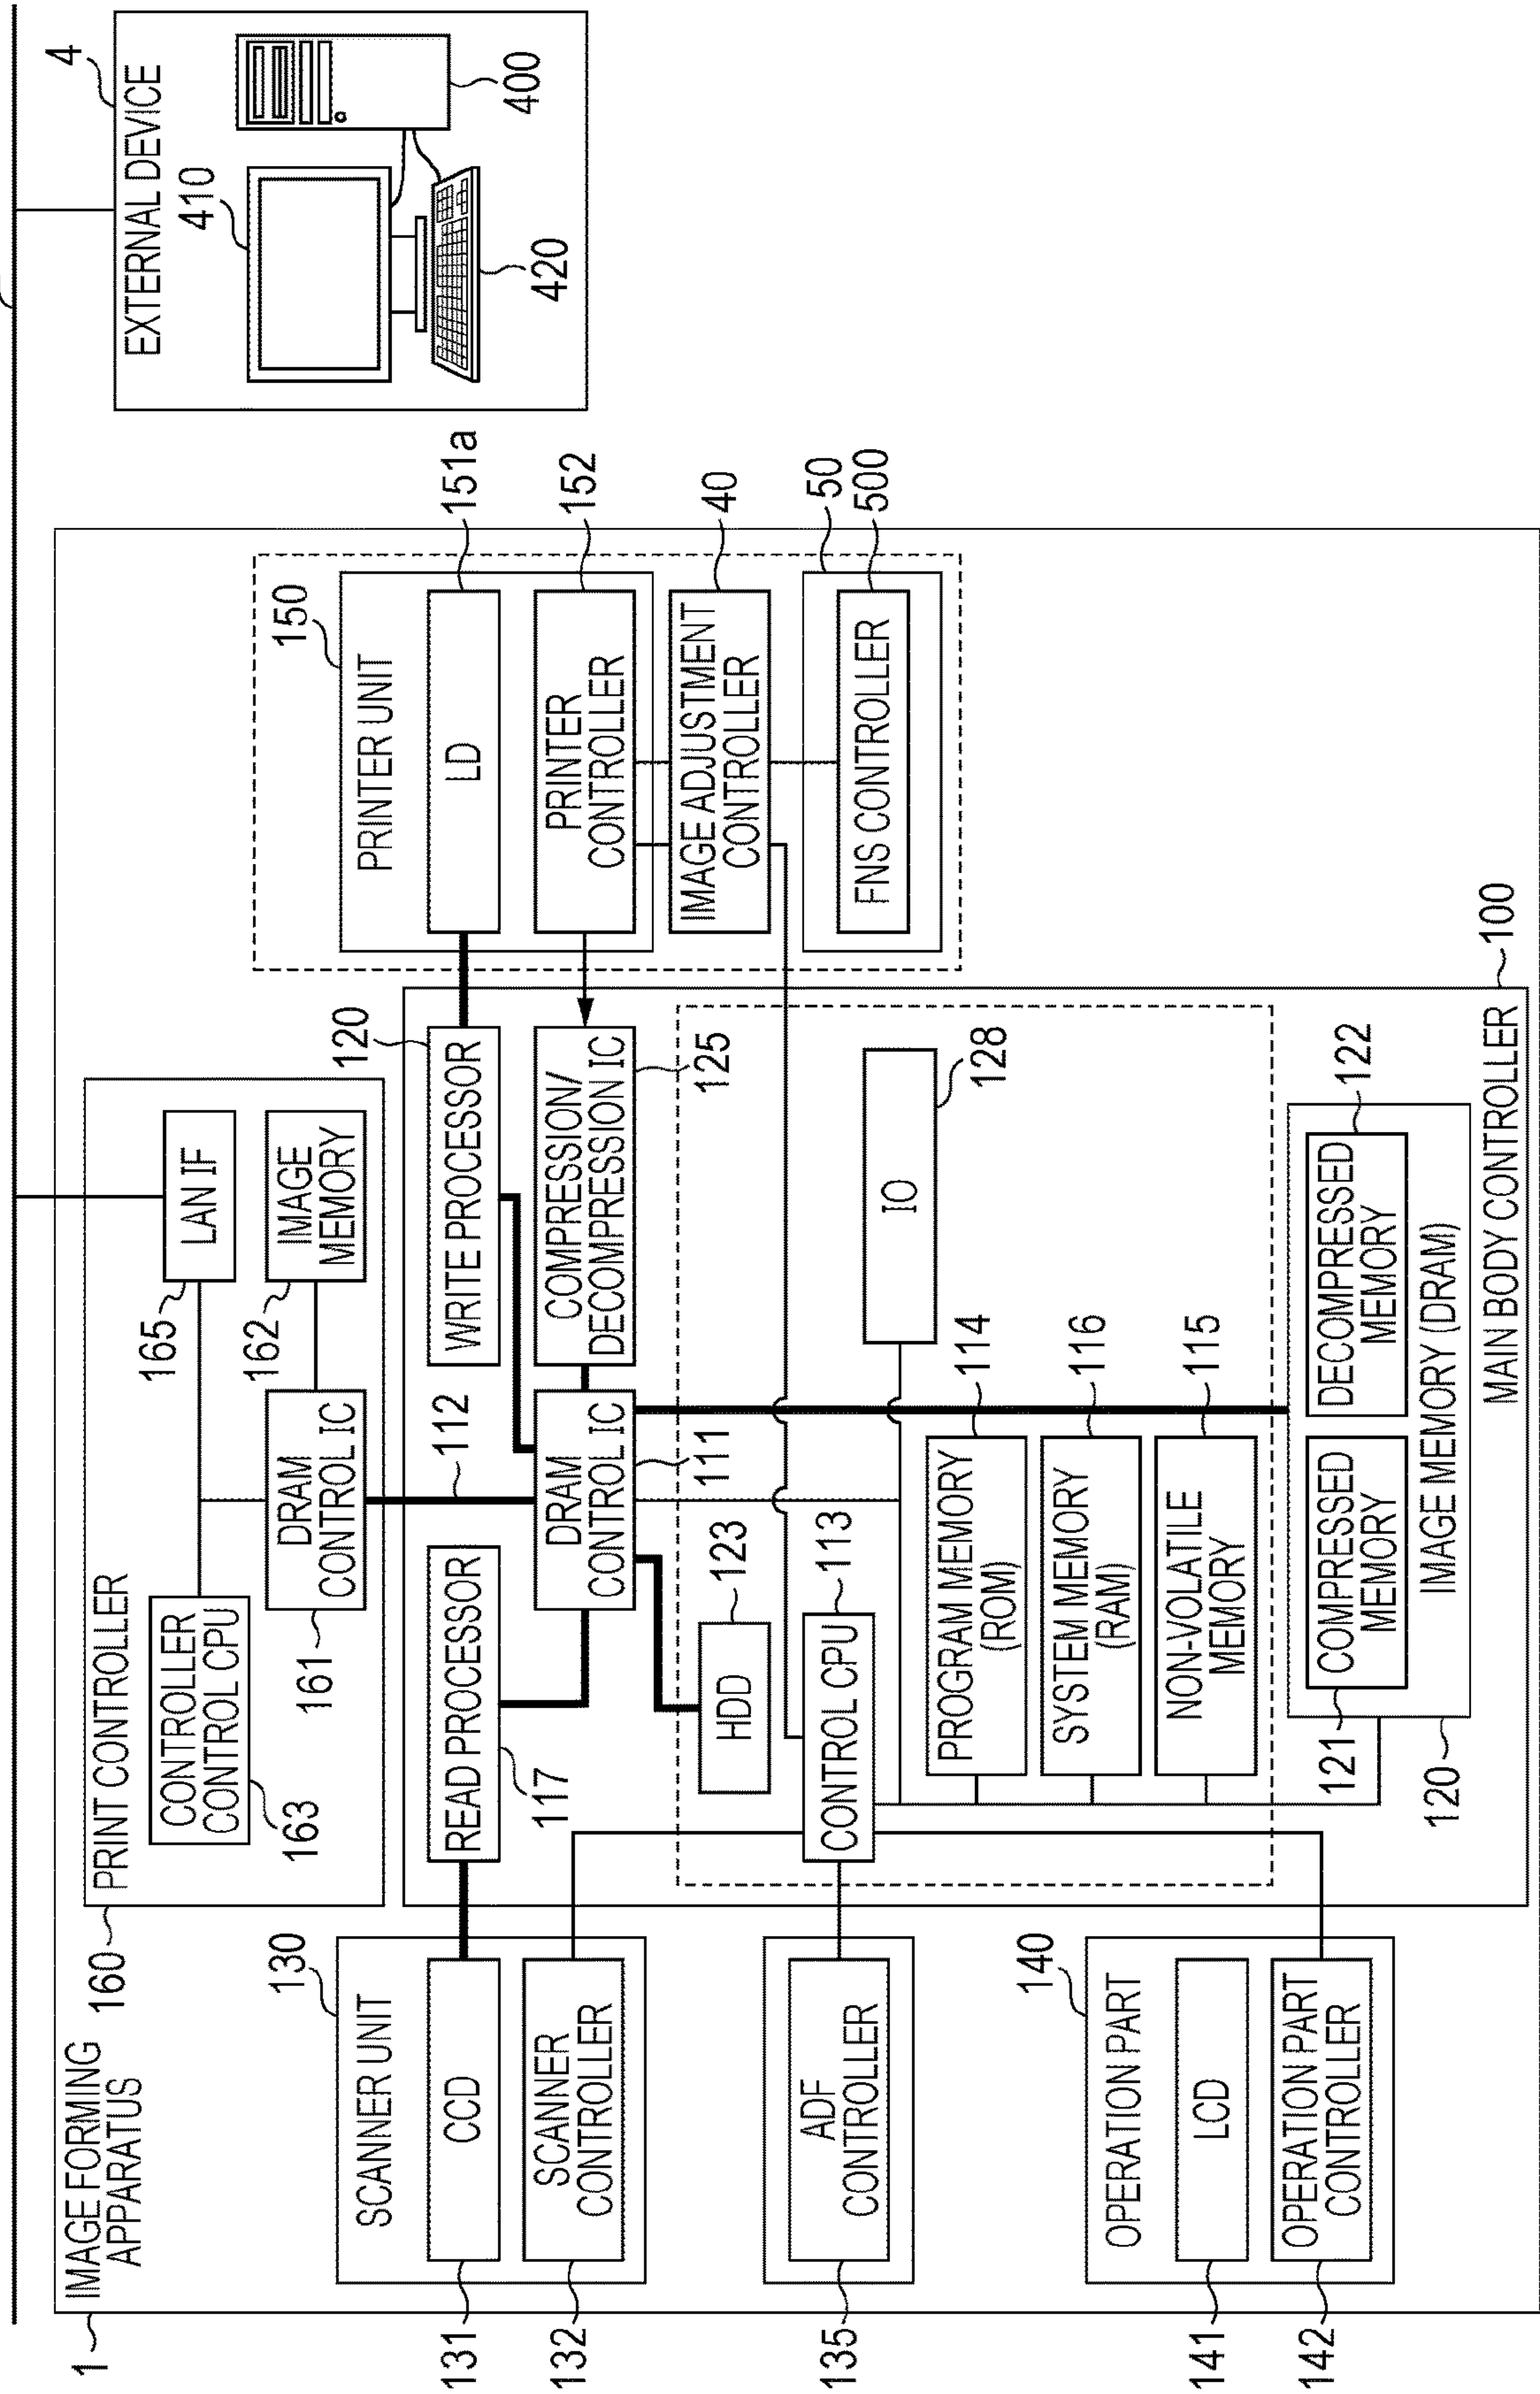 1
IMAGE FORMING
APPARATUS
4
EXTERNAL DEVICE
410
400
420
160
PRINT CONTROLLER
CONTROLLER
CONTROL CPU
163
DRAM
CONTROL IC
161
LAN IF
165
IMAGE
MEMORY
162
130
SCANNER UNIT
CCD
131
SCANNER
CONTROLLER
132
ADF
CONTROLLER
135
140
OPERATION PART
LCD
141
OPERATION PART
CONTROLLER
142
READ PROCESSOR
117
112
DRAM
CONTROL IC
111
WRITE PROCESSOR
120
COMPRESSION/
DECOMPRESSION IC
125
HDD
123
CONTROL CPU
113
IO
128
PROGRAM MEMORY
(ROM)
114
SYSTEM MEMORY
(RAM)
116
NON-VOLATILE
MEMORY
115
COMPRESSED
MEMORY
121
DECOMPRESSED
MEMORY
122
IMAGE MEMORY (DRAM)
120
MAIN BODY CONTROLLER
100
150
PRINTER UNIT
LD
151a
PRINTER
CONTROLLER
152
IMAGE ADJUSTMENT
CONTROLLER
40
50
FNS CONTROLLER
500